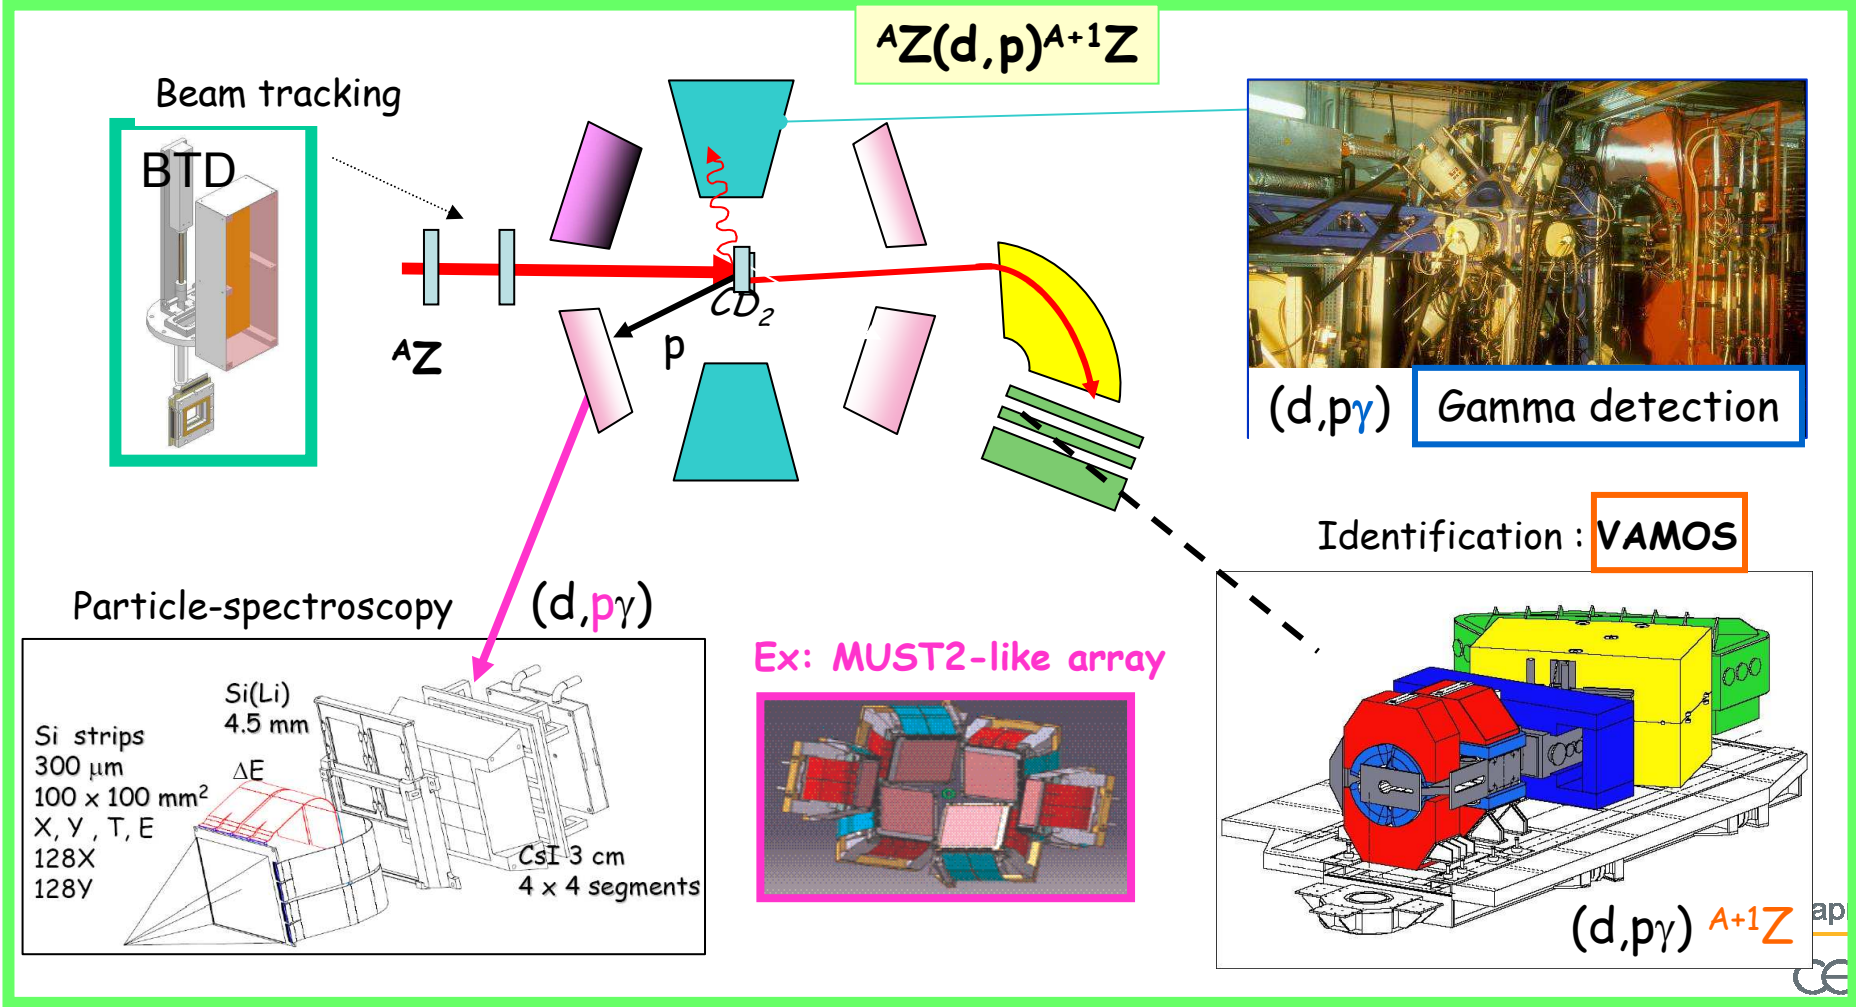 ᴬZ(d,p)ᴬ⁺¹Z
Beam tracking
BTD
ᴬZ
CD₂
p
(d,pγ)
Gamma detection
Identification : VAMOS
Particle-spectroscopy
(d,pγ)
Si(Li)
4.5 mm
Si strips
300 μm
100 x 100 mm²
X, Y , T, E
128X
128Y
ΔE
CsI 3 cm
4 x 4 segments
Ex: MUST2-like array
(d,pγ) ᴬ⁺¹Z